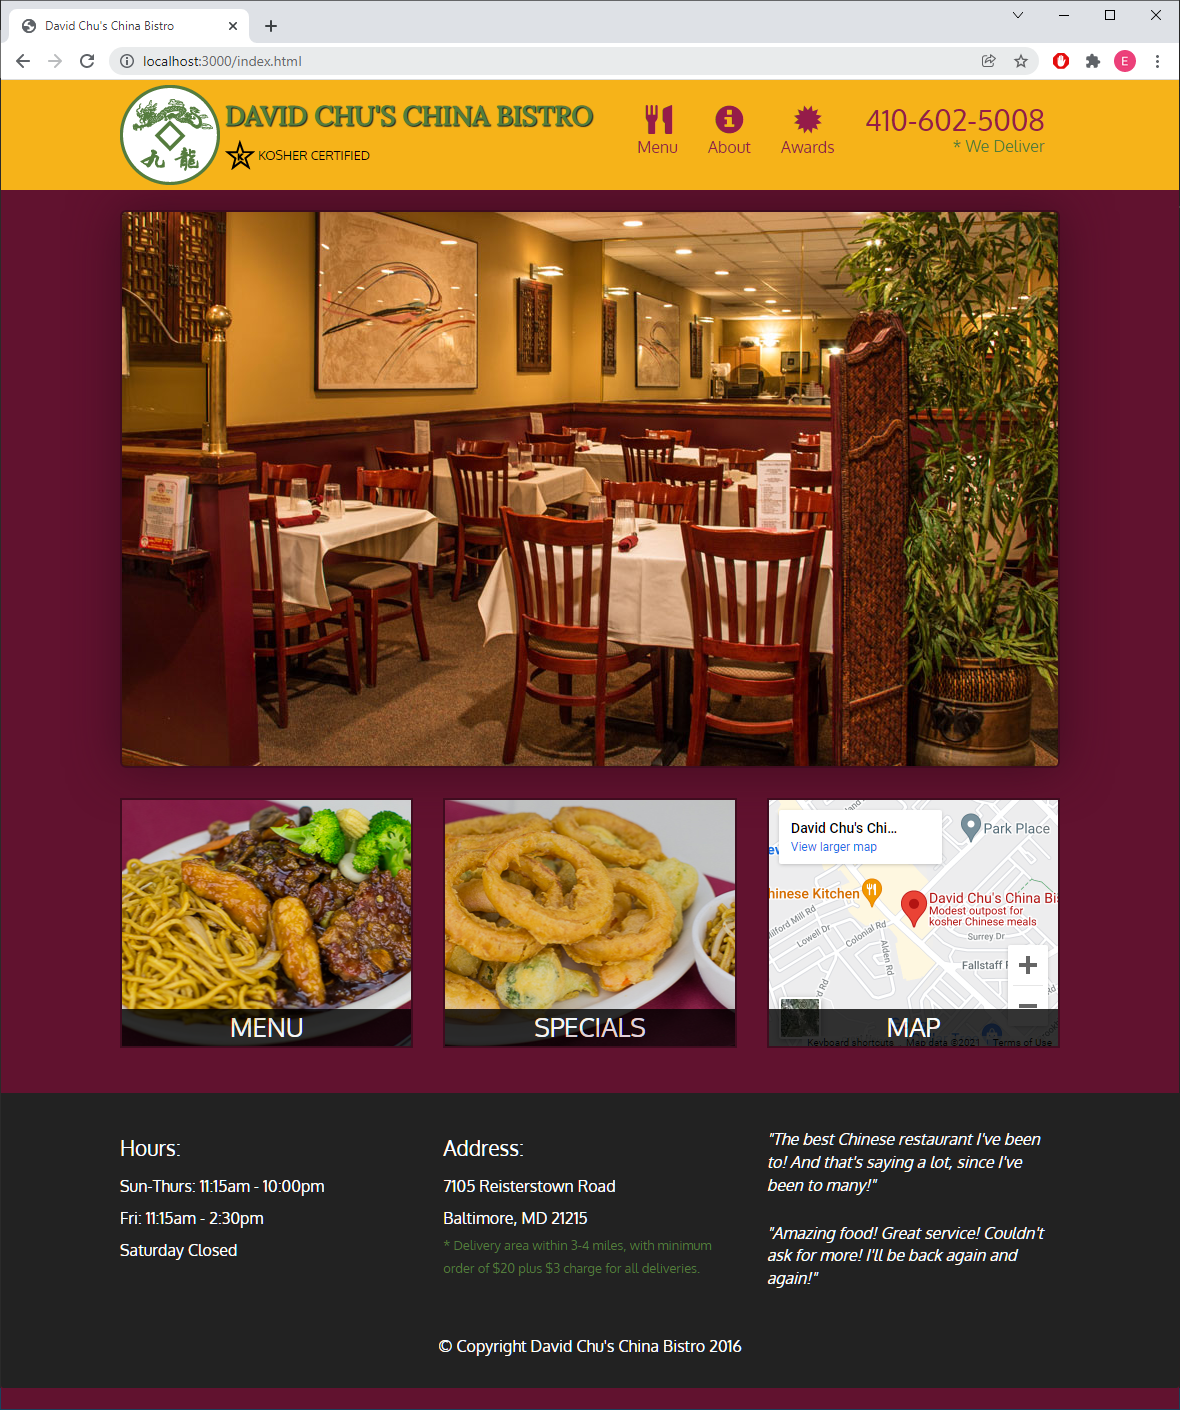 David Chu's China Bistro
localhost:3000/index.html
E
DAVID CHU'S CHINA BISTRO
九龍
K
KOSHER CERTIFIED
Menu
About
Awards
410-602-5008
* We Deliver
David Chu's Chi...
View larger map
Park Place
hinese Kitchen
David Chu's China Bi
Modest outpost for
kosher Chinese meals
ilford Mill Rd
Lowell Dr
Colonial Rd
Alden Rd
Surrey Dr
Fallstaff
MENU
SPECIALS
MAP
Keyboard shortcuts
Map data ©2021
Terms of Use
Hours:
Sun-Thurs: 11:15am - 10:00pm
Fri: 11:15am - 2:30pm
Saturday Closed
Address:
7105 Reisterstown Road
Baltimore, MD 21215
* Delivery area within 3-4 miles, with minimum
order of $20 plus $3 charge for all deliveries.
"The best Chinese restaurant I've been
to! And that's saying a lot, since I've
been to many!"
"Amazing food! Great service! Couldn't
ask for more! I'll be back again and
again!"
© Copyright David Chu's China Bistro 2016